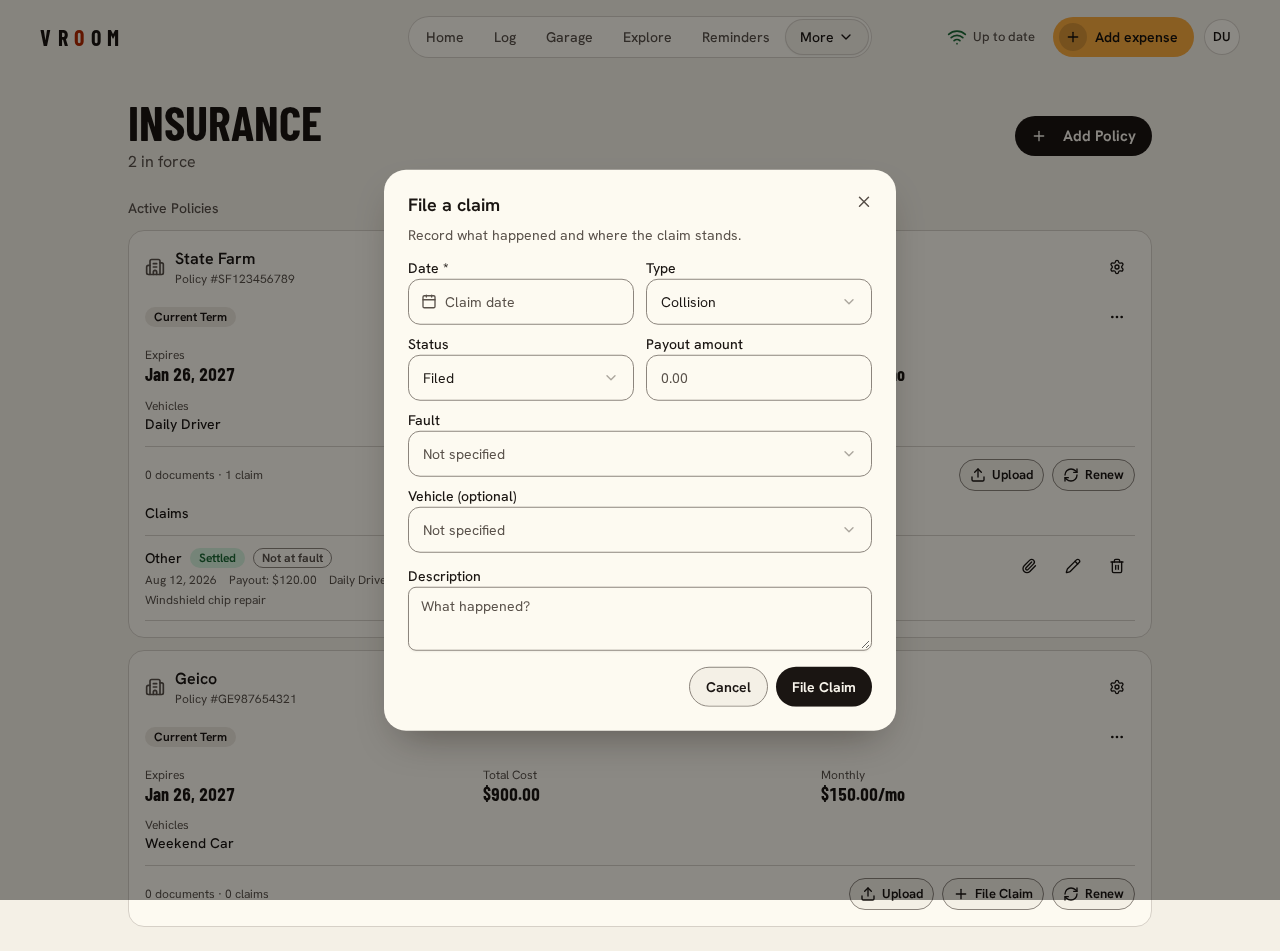 VROOM
Home Log Garage Explore Reminders More
Up to date
Add expense
DU
INSURANCE
2 in force
Add Policy
Active Policies
State Farm
Policy #SF123456789
Current Term
Expires
Jan 26, 2027
Vehicles
Daily Driver
0 documents · 1 claim
Upload
Renew
Claims
Other Settled Not at fault
Aug 12, 2026 Payout: $120.00
Windshield chip repair
File a claim
Record what happened and where the claim stands.
Date *
Type
Claim date
Collision
Status
Payout amount
Filed
0.00
Fault
Not specified
Vehicle (optional)
Not specified
Description
What happened?
Cancel
File Claim
Geico
Policy #GE987654321
Current Term
Expires
Total Cost
Monthly
Jan 26, 2027
$900.00
$150.00/mo
Vehicles
Weekend Car
0 documents · 0 claims
Upload
File Claim
Renew